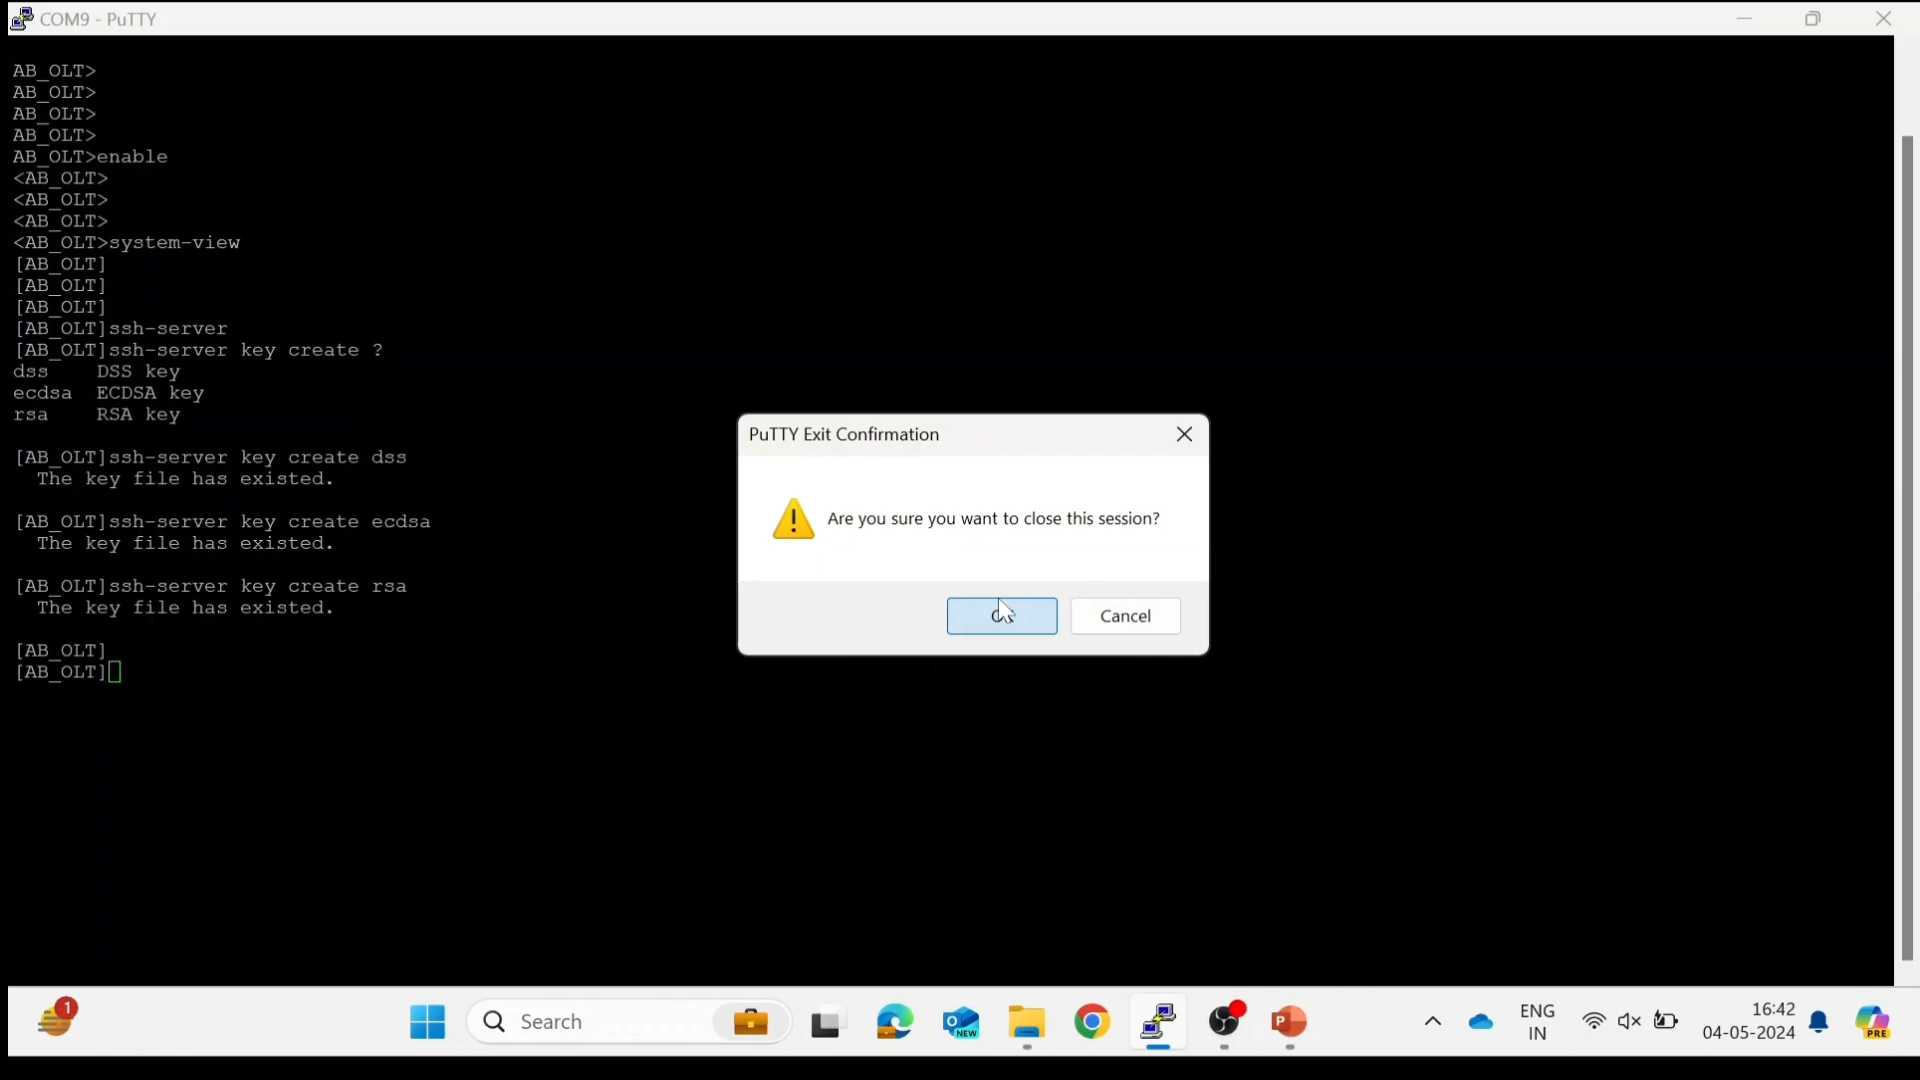 COM9 - PuTTY
AB_OLT>
AB_OLT>
AB_OLT>
AB_OLT>
AB_OLT>enable
<AB_OLT>
<AB_OLT>
<AB_OLT>
<AB_OLT>system-view
[AB_OLT]
[AB_OLT]
[AB_OLT]
[AB_OLT]ssh-server
[AB_OLT]ssh-server key create ?
dss    DSS key
ecdsa  ECDSA key
rsa    RSA key
[AB_OLT]ssh-server key create dss
  The key file has existed.
[AB_OLT]ssh-server key create ecdsa
  The key file has existed.
[AB_OLT]ssh-server key create rsa
  The key file has existed.
[AB_OLT]
[AB_OLT]
PuTTY Exit Confirmation
Are you sure you want to close this session?
Cancel
1
Search
NEW
P
ENG
IN
16:42
04-05-2024
PRE